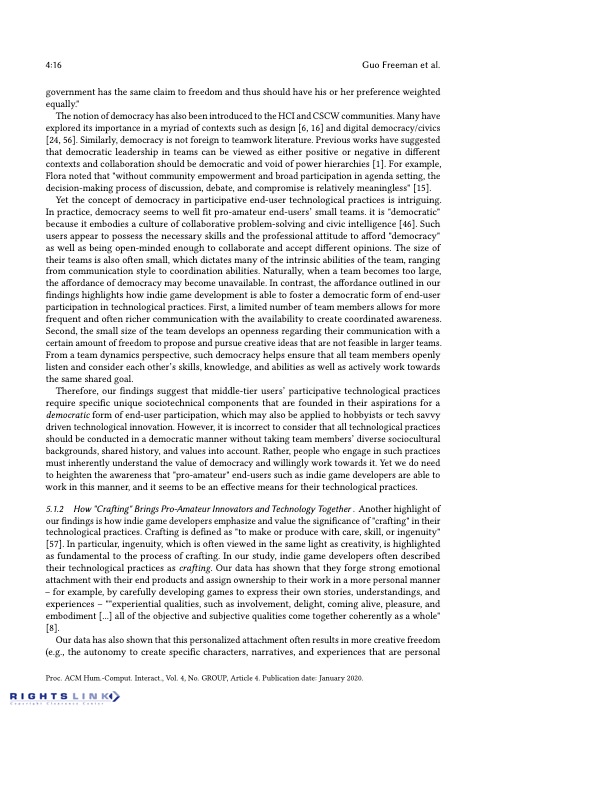 4:16 Guo Freeman et al.
government has the same claim to freedom and thus should have his or her preference weighted
equally."
The notion of democracy has also been introduced to the HCI and CSCW communities. Many have
explored its importance in a myriad of contexts such as design [6, 16] and digital democracy/civics
[24, 56]. Similarly, democracy is not foreign to teamwork literature. Previous works have suggested
that democratic leadership in teams can be viewed as either positive or negative in different
contexts and collaboration should be democratic and void of power hierarchies [1]. For example,
Flora noted that "without community empowerment and broad participation in agenda setting, the
decision-making process of discussion, debate, and compromise is relatively meaningless" [15].
Yet the concept of democracy in participative end-user technological practices is intriguing.
In practice, democracy seems to well fit pro-amateur end-users' small teams. it is "democratic"
because it embodies a culture of collaborative problem-solving and civic intelligence [46]. Such
users appear to possess the necessary skills and the professional attitude to afford "democracy"
as well as being open-minded enough to collaborate and accept different opinions. The size of
their teams is also often small, which dictates many of the intrinsic abilities of the team, ranging
from communication style to coordination abilities. Naturally, when a team becomes too large,
the affordance of democracy may become unavailable. In contrast, the affordance outlined in our
findings highlights how indie game development is able to foster a democratic form of end-user
participation in technological practices. First, a limited number of team members allows for more
frequent and often richer communication with the availability to create coordinated awareness.
Second, the small size of the team develops an openness regarding their communication with a
certain amount of freedom to propose and pursue creative ideas that are not feasible in larger teams.
From a team dynamics perspective, such democracy helps ensure that all team members openly
listen and consider each other's skills, knowledge, and abilities as well as actively work towards
the same shared goal.
Therefore, our findings suggest that middle-tier users' participative technological practices
require specific unique sociotechnical components that are founded in their aspirations for a
democratic form of end-user participation, which may also be applied to hobbyists or tech savvy
driven technological innovation. However, it is incorrect to consider that all technological practices
should be conducted in a democratic manner without taking team members' diverse sociocultural
backgrounds, shared history, and values into account. Rather, people who engage in such practices
must inherently understand the value of democracy and willingly work towards it. Yet we do need
to heighten the awareness that "pro-amateur" end-users such as indie game developers are able to
work in this manner, and it seems to be an effective means for their technological practices.
5.1.2 How "Crafting" Brings Pro-Amateur Innovators and Technology Together . Another highlight of
our findings is how indie game developers emphasize and value the significance of "crafting" in their
technological practices. Crafting is defined as "to make or produce with care, skill, or ingenuity"
[57]. In particular, ingenuity, which is often viewed in the same light as creativity, is highlighted
as fundamental to the process of crafting. In our study, indie game developers often described
their technological practices as crafting. Our data has shown that they forge strong emotional
attachment with their end products and assign ownership to their work in a more personal manner
– for example, by carefully developing games to express their own stories, understandings, and
experiences – ""experiential qualities, such as involvement, delight, coming alive, pleasure, and
embodiment [...] all of the objective and subjective qualities come together coherently as a whole"
[8].
Our data has also shown that this personalized attachment often results in more creative freedom
(e.g., the autonomy to create specific characters, narratives, and experiences that are personal
Proc. ACM Hum.-Comput. Interact., Vol. 4, No. GROUP, Article 4. Publication date: January 2020.
RIGHTSLINK
Copyright Clearance Center